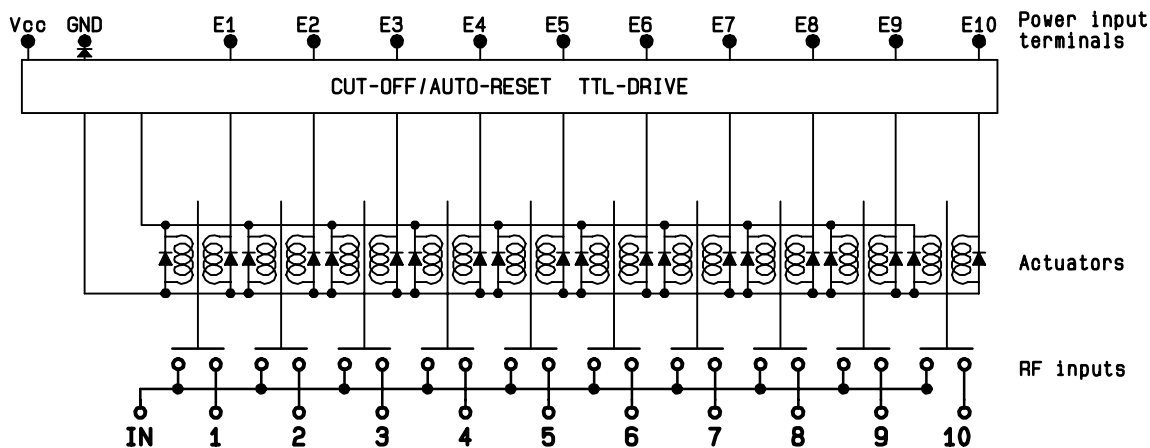 Vcc GND E1 E2 E3 E4 E5 E6 E7 E8 E9 E10 Power input
terminals
CUT-OFF/AUTO-RESET TTL-DRIVE
Actuators
RF inputs
IN 1 2 3 4 5 6 7 8 9 10